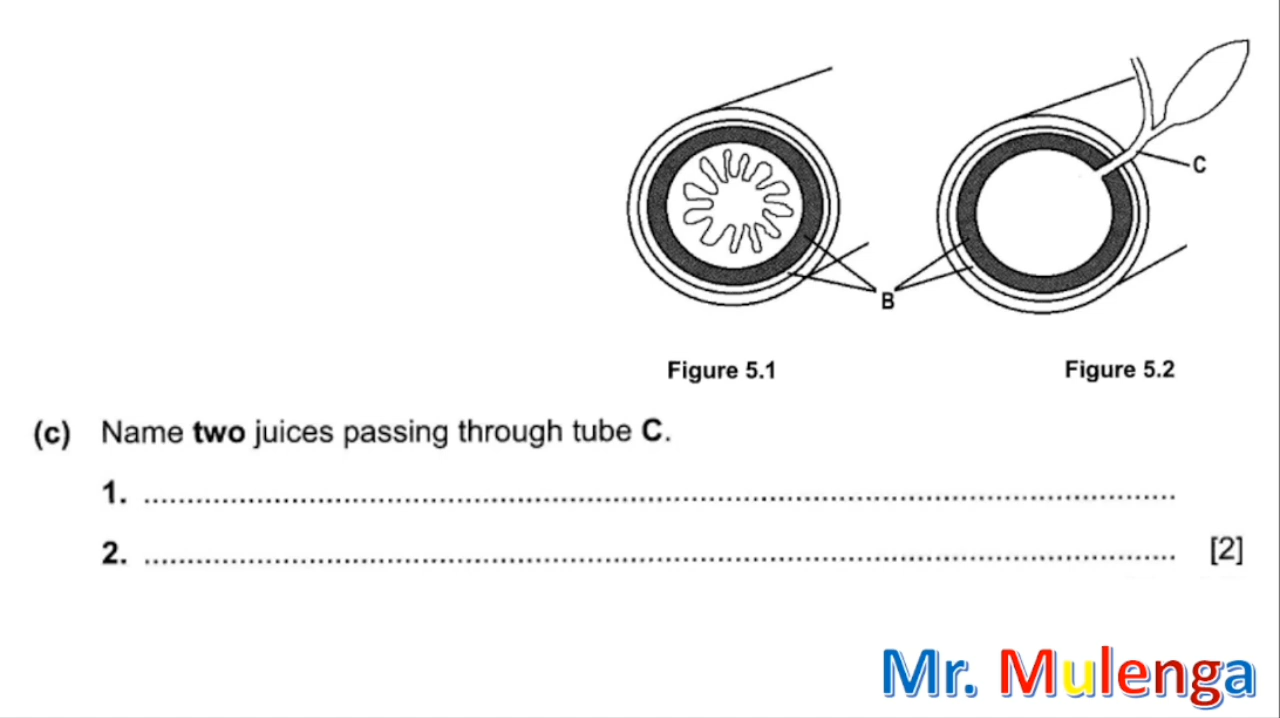 C
B
Figure 5.1
Figure 5.2
(c) Name two juices passing through tube C.
1. ................................................................
2. ................................................................ [2]
Mr. Mulenga